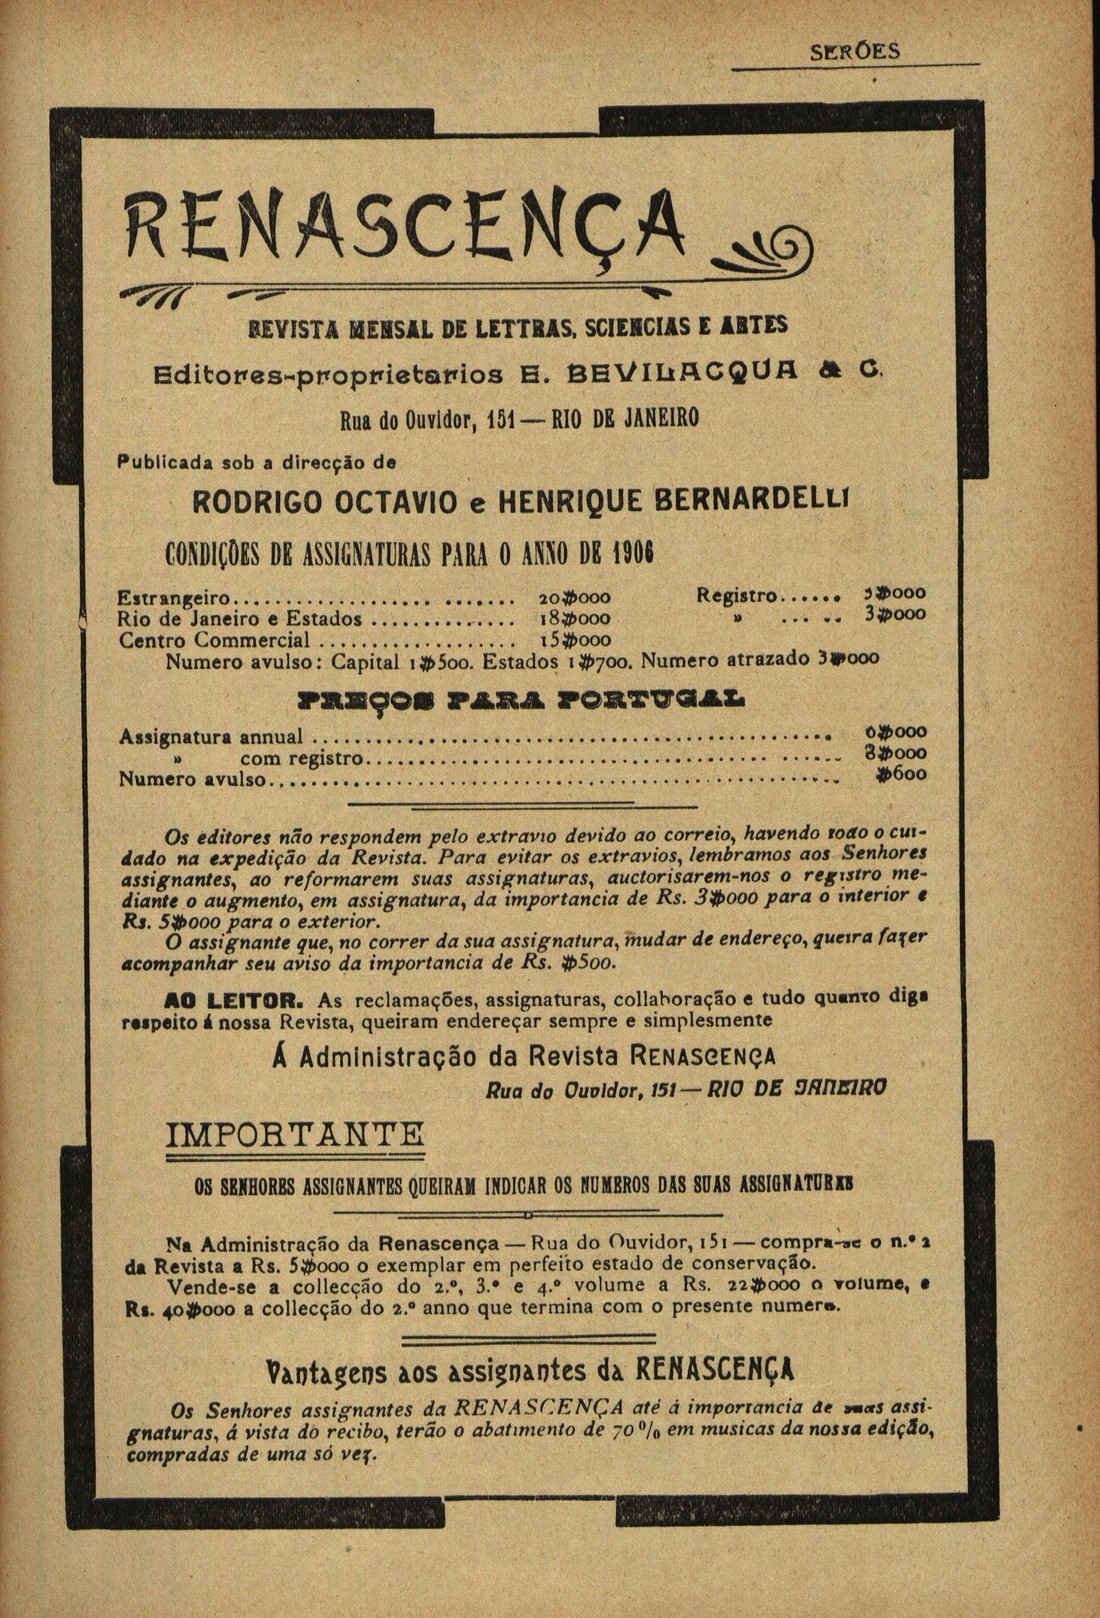 SERÕES
RENASCENÇA
REVISTA MENSAL DE LETTRAS, SCIENCIAS E ARTES
Editores-proprietarios E. BEVILACQUA & C.
Rua do Ouvidor, 151 — RIO DE JANEIRO
Publicada sob a direcção de
RODRIGO OCTAVIO e HENRIQUE BERNARDELLI
CONDIÇÕES DE ASSIGNATURAS PARA O ANNO DE 1906
Estrangeiro.................. ....... 20$000 Registro...... 5$000
Rio de Janeiro e Estados .............. 18$000 » ... .. 3$000
Centro Commercial ................... 15$000
Numero avulso: Capital 1$500. Estados 1$700. Numero atrazado 3$000
PREÇOS PARA PORTUGAL
Assignatura annual .................................................. 6$000
» com registro........................................ ...... 8$000
Numero avulso...................................................... $600
Os editores não respondem pelo extravio devido ao correio, havendo todo o cui-
dado na expedição da Revista. Para evitar os extravios, lembramos aos Senhores
assignantes, ao reformarem suas assignaturas, auctorisarem-nos o registro me-
diante o augmento, em assignatura, da importancia de Rs. 3$000 para o interior e
Rs. 5$000 para o exterior.
O assignante que, no correr da sua assignatura, mudar de endereço, queira fazer
acompanhar seu aviso da importancia de Rs. $500.
AO LEITOR. As reclamações, assignaturas, collaboração e tudo quanto diga
respeito á nossa Revista, queiram endereçar sempre e simplesmente
Á Administração da Revista RENASCENÇA
Rua do Ouvidor, 151 — RIO DE JANEIRO
IMPORTANTE
OS SENHORES ASSIGNANTES QUEIRAM INDICAR OS NUMEROS DAS SUAS ASSIGNATURAS
Na Administração da Renascença — Rua do Ouvidor, 151 — compra-se o n.º 2
da Revista a Rs. 5$000 o exemplar em perfeito estado de conservação.
Vende-se a collecção do 2.º, 3.º e 4.º volume a Rs. 22$000 o volume, e
Rs. 40$000 a collecção do 2.º anno que termina com o presente numero.
Vantagens aos assignantes da RENASCENÇA
Os Senhores assignantes da RENASCENÇA até á importancia de suas assi-
gnaturas, á vista do recibo, terão o abatimento de 70 % em musicas da nossa edição,
compradas de uma só vez.